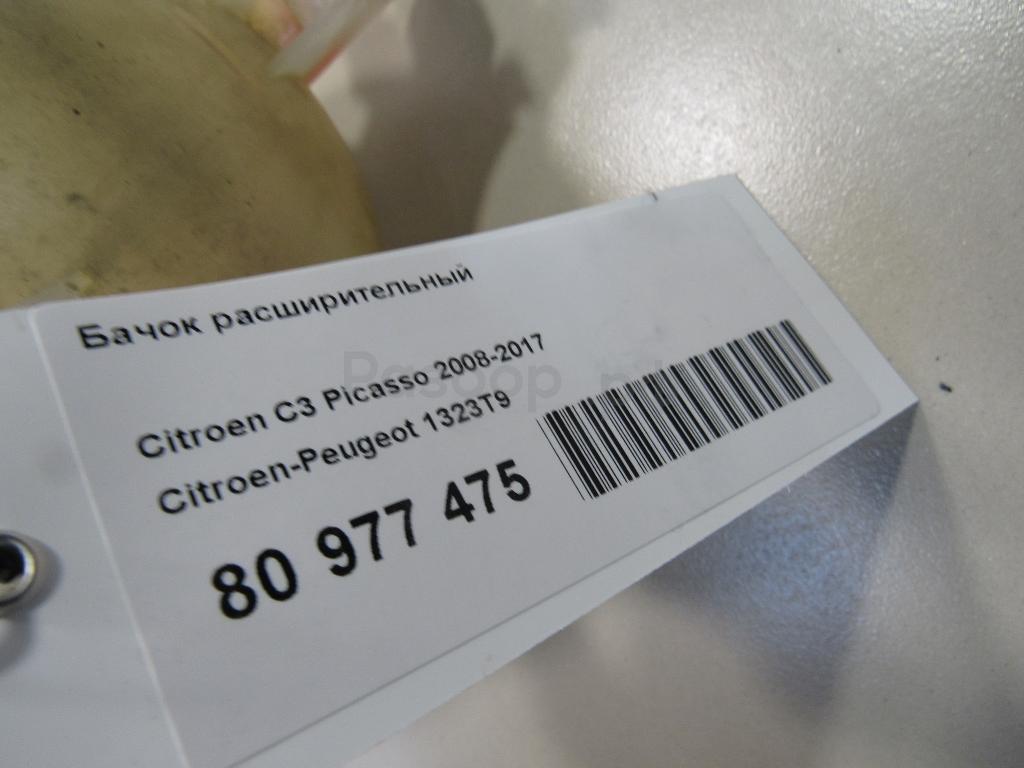 Бачок расширительный
Citroen C3 Picasso 2008-2017
Citroen-Peugeot 1323T9
80 977 475